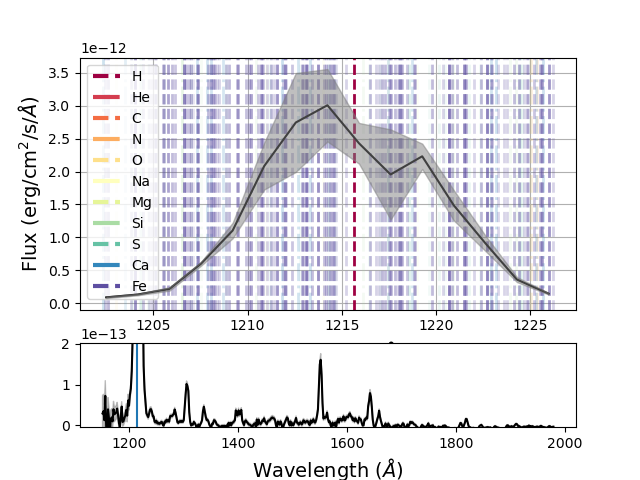 1e−12
Flux (erg/cm²/s/Å)
3.5
3.0
2.5
2.0
1.5
1.0
0.5
0.0
H
He
C
N
O
Na
Mg
Si
S
Ca
Fe
1205 1210 1215 1220 1225
1e−13
2
1
0
1200 1400 1600 1800 2000
Wavelength (Å)